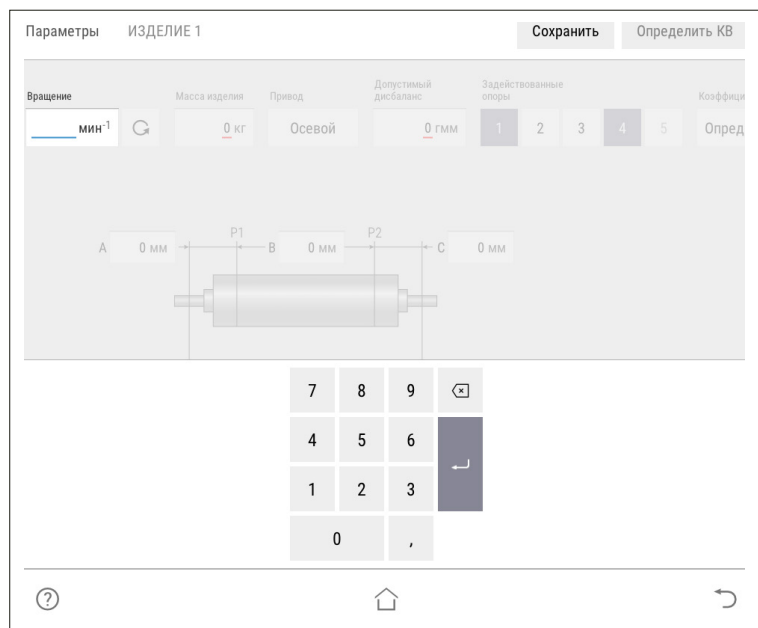 Параметры ИЗДЕЛИЕ 1 Сохранить Определить КВ
Вращение Масса изделия Привод Допустимый дисбаланс Задействованные опоры Коэффици
мин⁻¹ 0 кг Осевой 0 гмм 1 2 3 4 5 Опред
P1 P2
A 0 мм B 0 мм C 0 мм
7 8 9
4 5 6
1 2 3
0 ,
?